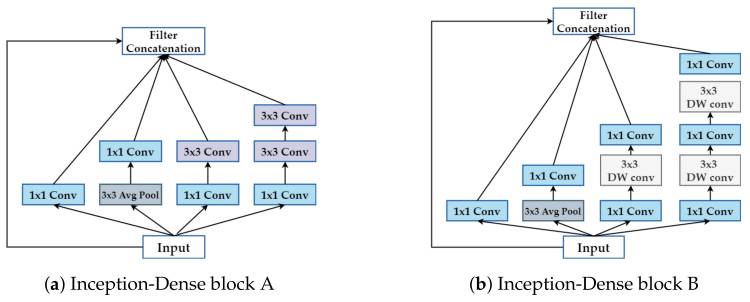 Filter
Concatenation
3x3 Conv
1x1 Conv
3x3 Conv
3x3 Conv
1x1 Conv
3x3 Avg Pool
1x1 Conv
1x1 Conv
Input
(a) Inception-Dense block A
Filter
Concatenation
1x1 Conv
3x3
DW conv
1x1 Conv
1x1 Conv
1x1 Conv
3x3
DW conv
3x3
DW conv
1x1 Conv
3x3 Avg Pool
1x1 Conv
1x1 Conv
Input
(b) Inception-Dense block B